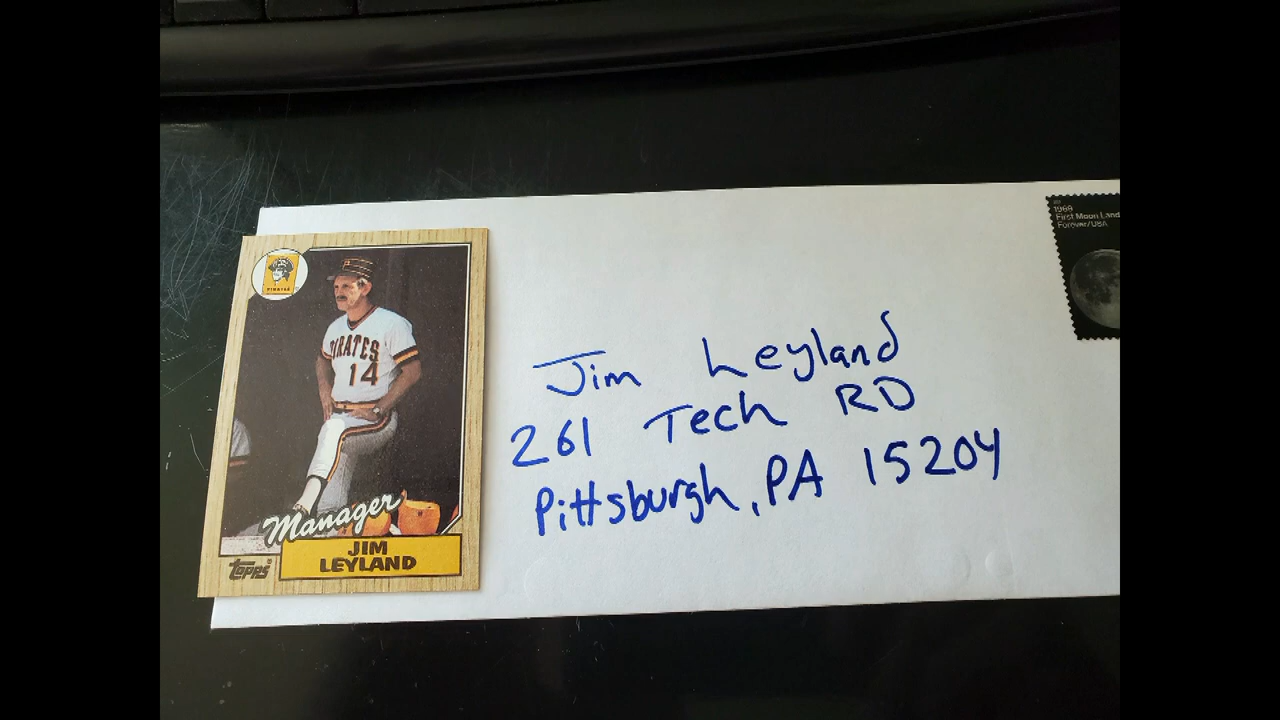 PIRATES
PIRATES
14
Manager
TOPPS
JIM
LEYLAND
1969
First Moon Land
Forever/USA
Jim Leyland
261 Tech RD
Pittsburgh, PA 15204